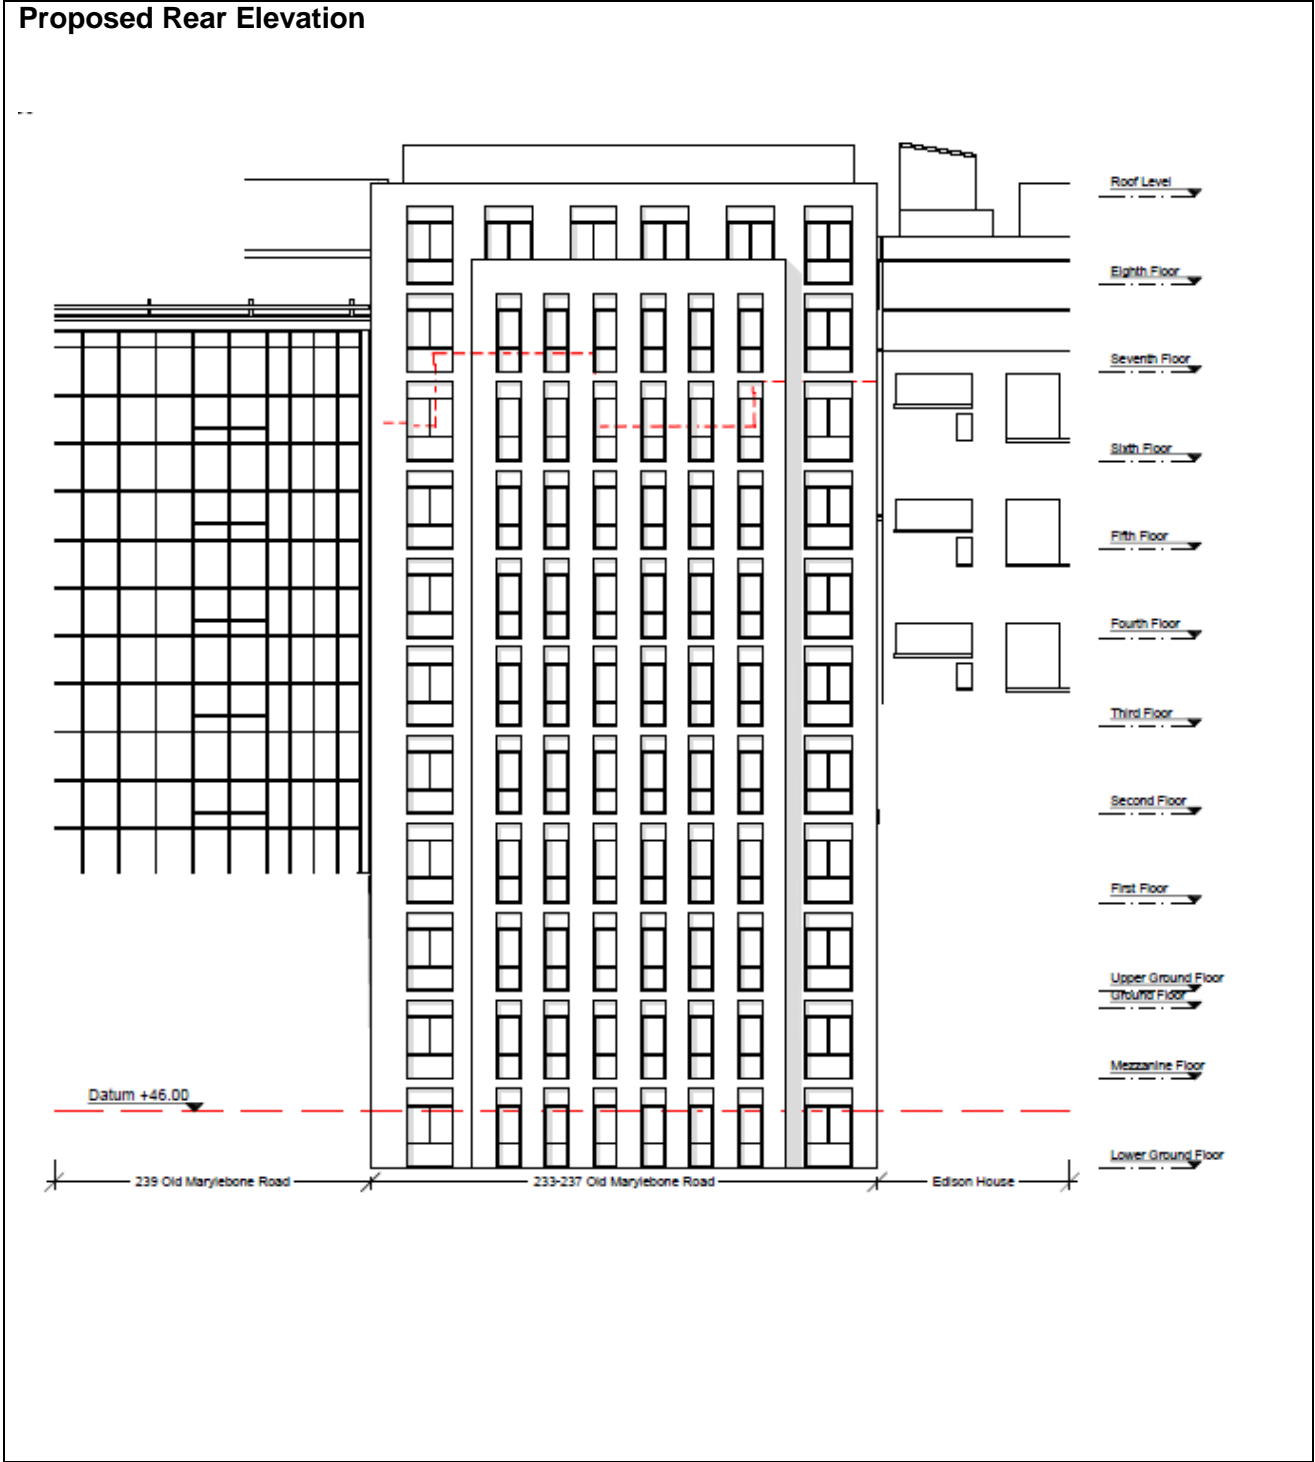 Proposed Rear Elevation
Roof Level
Eighth Floor
Seventh Floor
Sixth Floor
Fifth Floor
Fourth Floor
Third Floor
Second Floor
First Floor
Upper Ground Floor
Ground Floor
Mezzanine Floor
Datum +46.00
Lower Ground Floor
239 Old Marylebone Road
233-237 Old Marylebone Road
Edison House